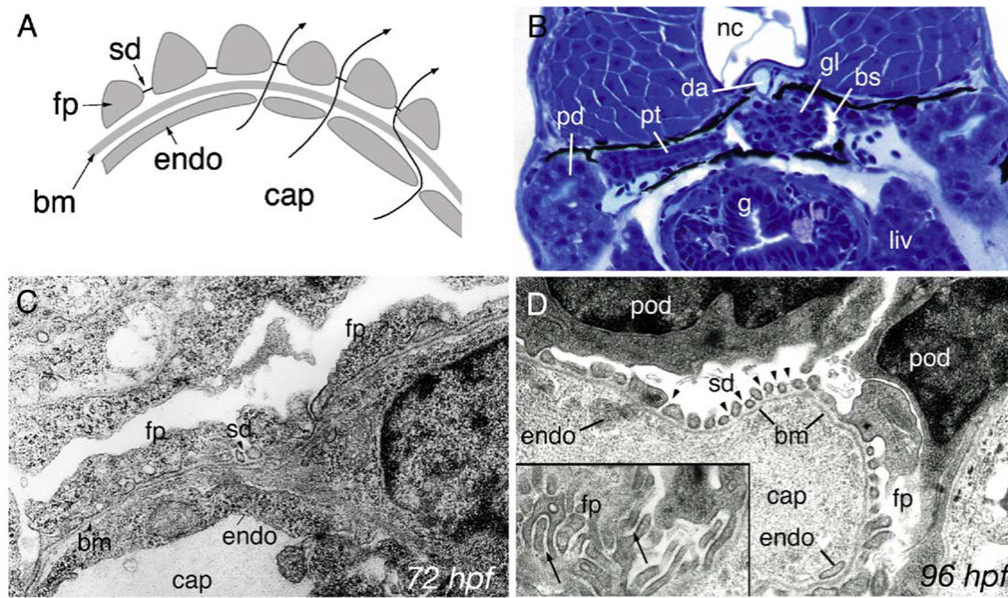 A
sd
fp
bm
endo
cap
B
nc
da
gl
bs
pd
pt
g
liv
C
fp
fp
sd
bm
endo
cap
72 hpf
D
pod
pod
sd
endo
bm
cap
fp
fp
endo
96 hpf